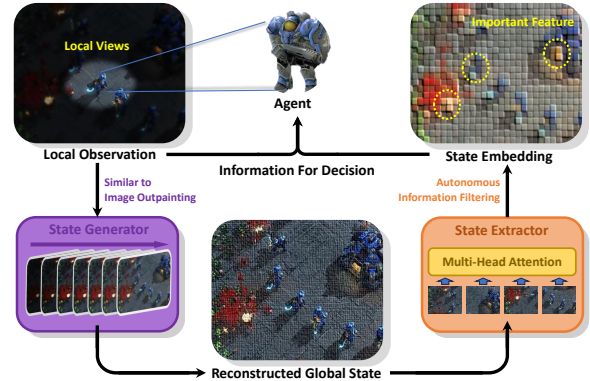 Local Views
Important Feature
Agent
Local Observation
Information For Decision
State Embedding
Similar to
Image Outpainting
Autonomous
Information Filtering
State Generator
State Extractor
Multi-Head Attention
Reconstructed Global State